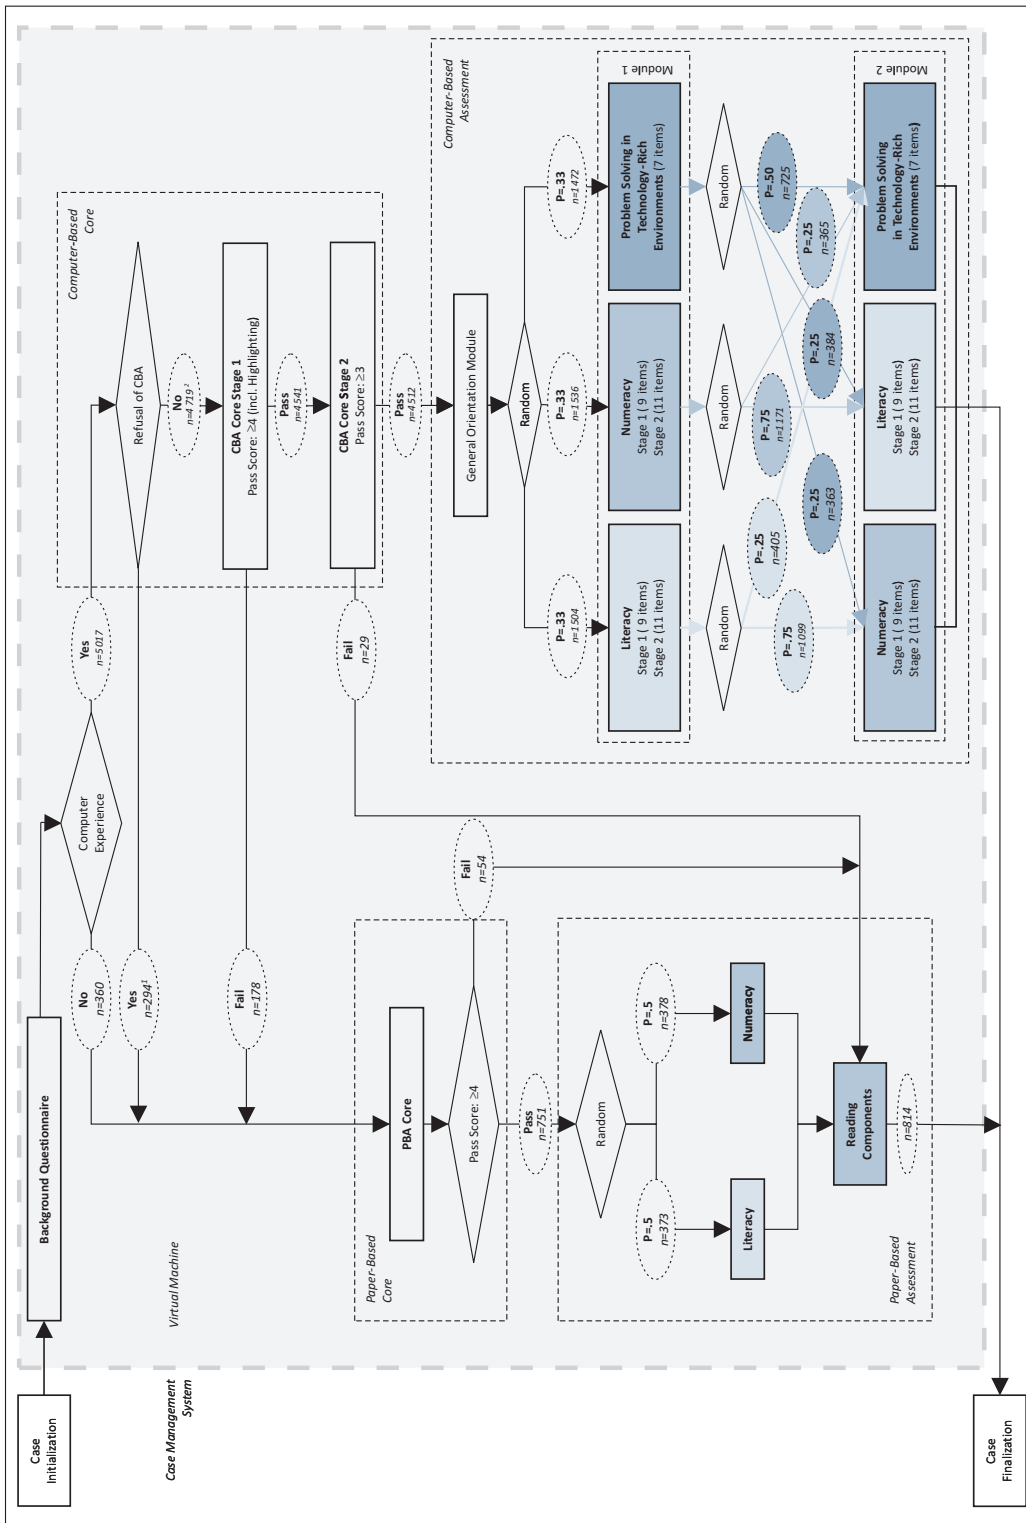 Case
Initialization
Case Management
System
Background Questionnaire
Virtual Machine
Computer
Experience
No
n=360
Yes
n=5017
Computer-Based
Core
Refusal of CBA
Yes
n=294¹
No
n=4719²
CBA Core Stage 1
Pass Score: ≥4 (incl. Highlighting)
Fail
n=178
Pass
n=4541
CBA Core Stage 2
Pass Score: ≥3
Fail
n=29
Pass
n=4512
Paper-Based
Core
PBA Core
Pass Score: ≥4
Fail
n=54
Pass
n=751
Random
P=.5
n=373
P=.5
n=378
Literacy
Numeracy
Reading
Components
n=814
Paper-Based
Assessment
Computer-Based
Assessment
General Orientation Module
Random
P=.33
n=1504
P=.33
n=1536
P=.33
n=1472
Module 1
Literacy
Stage 1 ( 9 items)
Stage 2 (11 items)
Numeracy
Stage 1 ( 9 items)
Stage 2 (11 items)
Problem Solving in
Technology-Rich
Environments (7 items)
Random
Random
Random
P=.75
n=1099
P=.25
n=405
P=.75
n=1171
P=.25
n=365
P=.25
n=363
P=.25
n=384
P=.50
n=725
Module 2
Numeracy
Stage 1 ( 9 items)
Stage 2 (11 items)
Literacy
Stage 1 ( 9 items)
Stage 2 (11 items)
Problem Solving
in Technology-Rich
Environments (7 items)
Case
Finalization